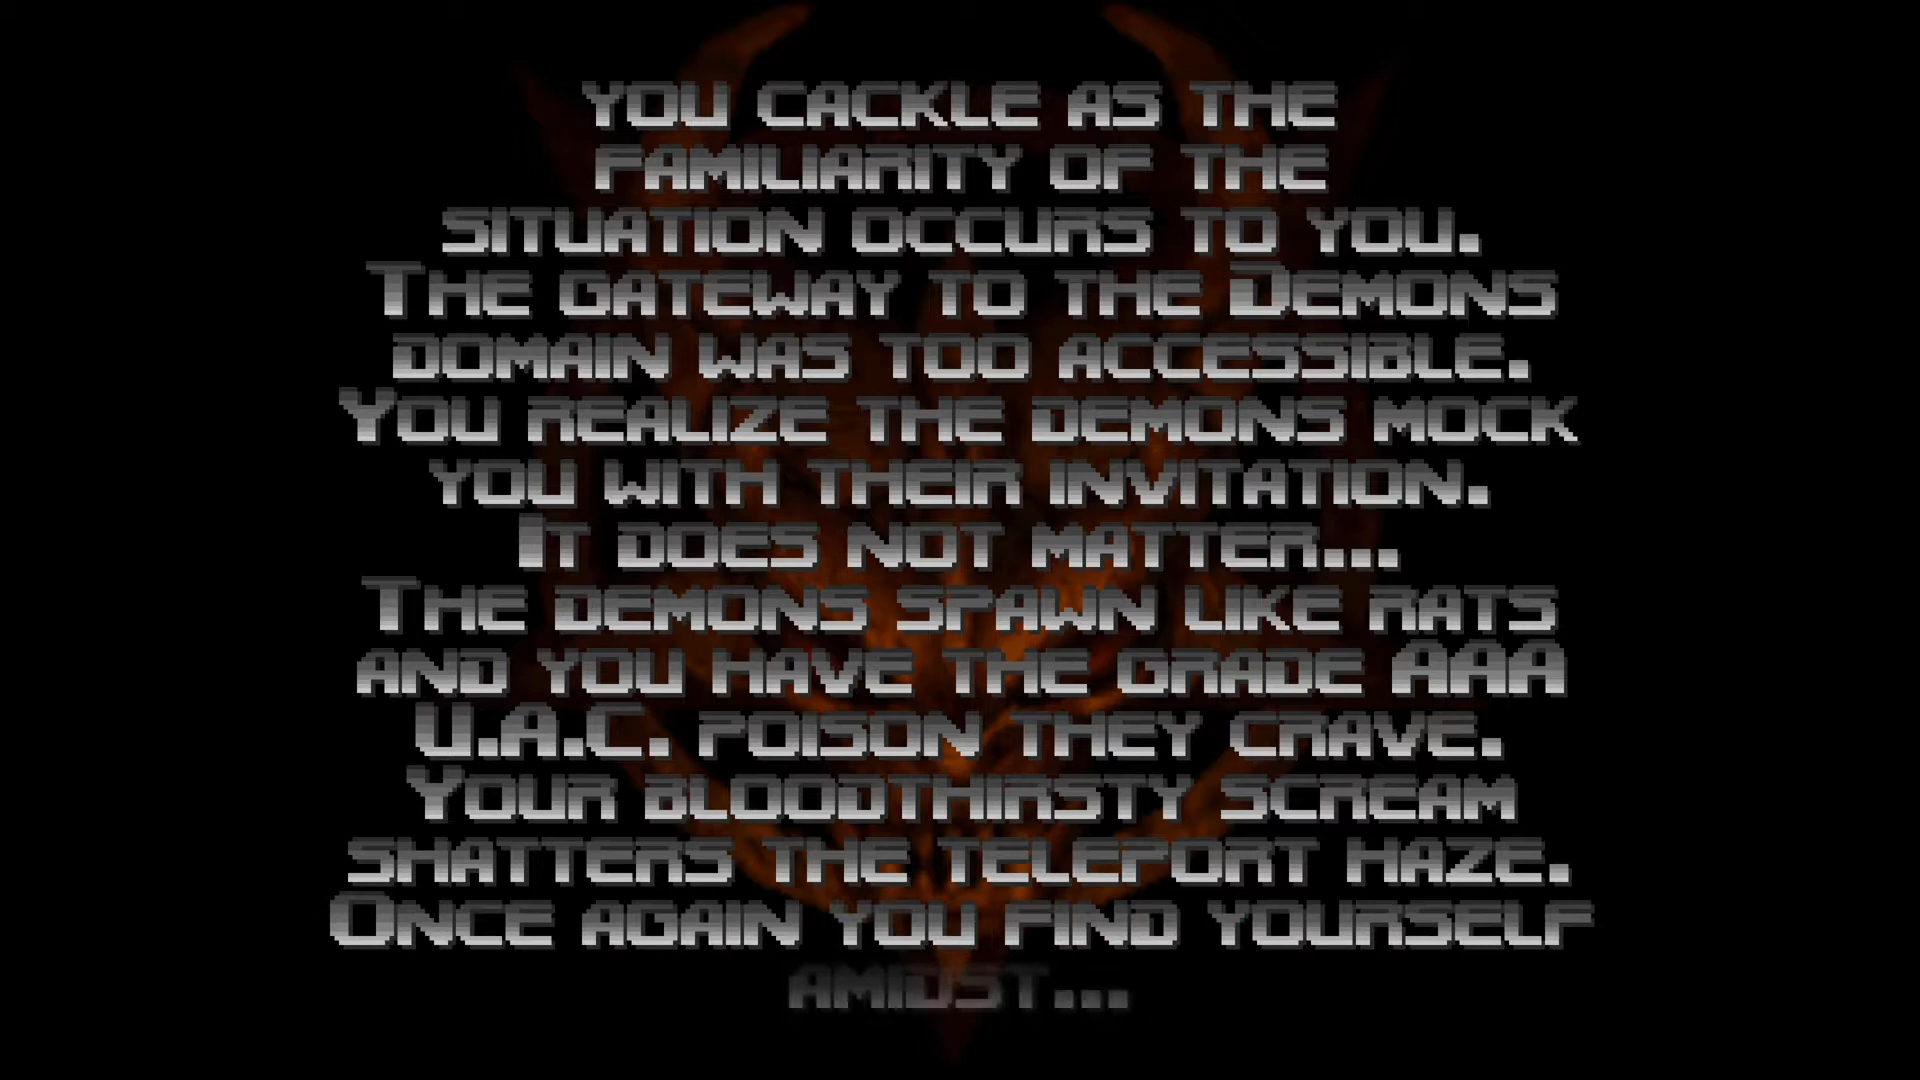 you cackle as the
familiarity of the
situation occurs to you.
The gateway to the Demons
domain was too accessible.
You realize the demons mock
you with their invitation.
It does not matter...
The demons spawn like rats
and you have the grade AAA
U.A.C. poison they crave.
Your bloodthirsty scream
shatters the teleport haze.
Once again you find yourself
amidst...